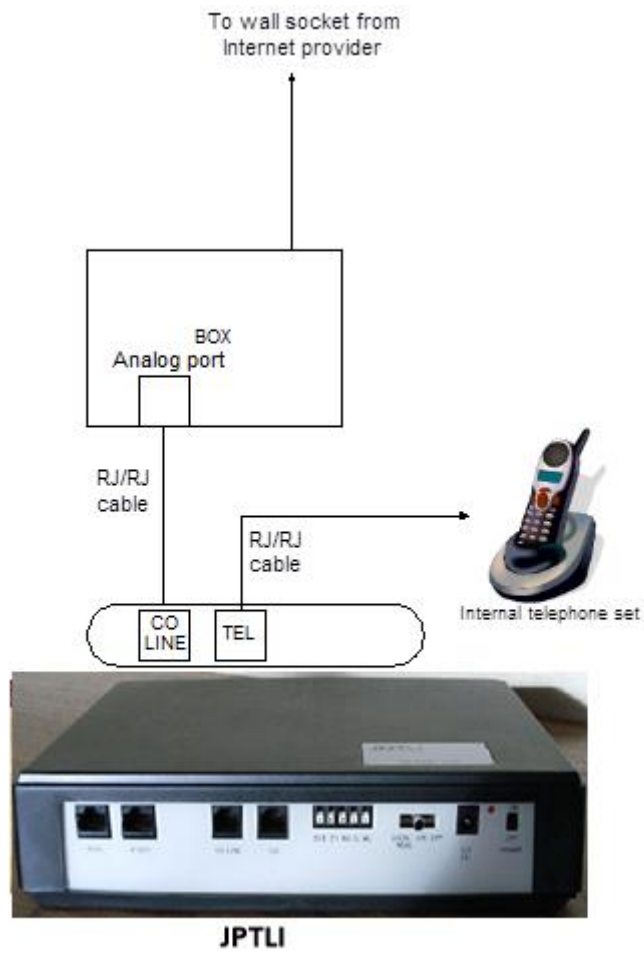 To wall socket from
Internet provider
BOX
Analog port
RJ/RJ
cable
RJ/RJ
cable
Internal telephone set
CO
LINE
TEL
JPTLI
JPTLI